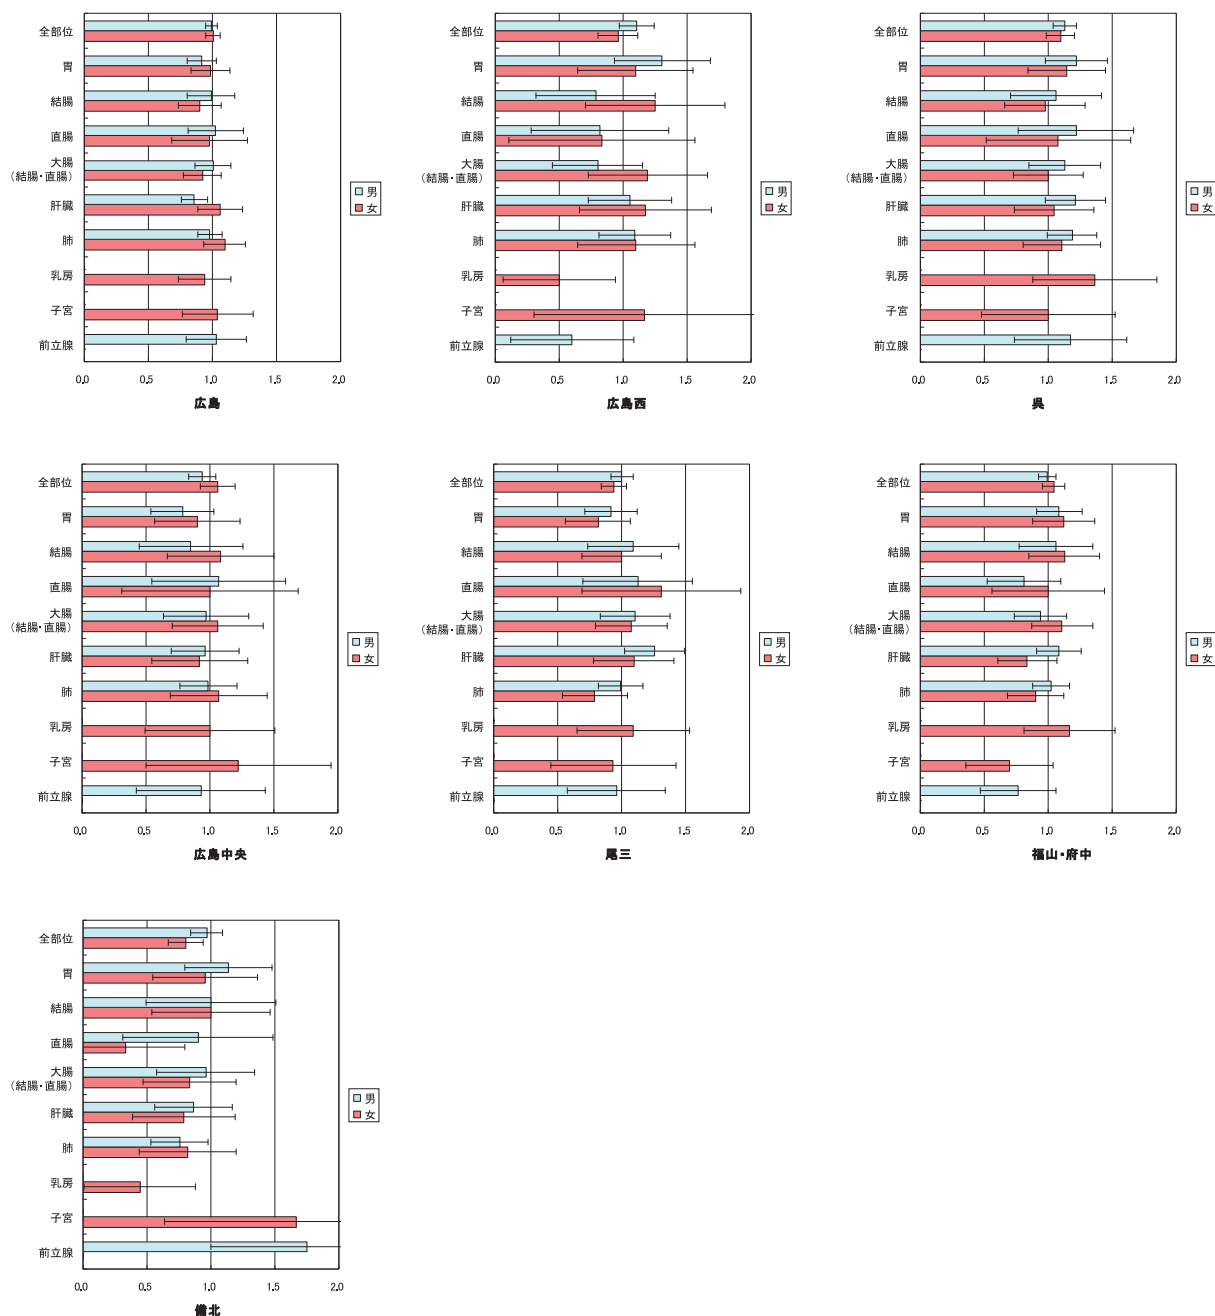 全部位
胃
結腸
直腸
大腸
（結腸・直腸）
肝臓
肺
乳房
子宮
前立腺
男
女
0.0 0.5 1.0 1.5 2.0
広島
全部位
胃
結腸
直腸
大腸
（結腸・直腸）
肝臓
肺
乳房
子宮
前立腺
男
女
0.0 0.5 1.0 1.5 2.0
広島西
全部位
胃
結腸
直腸
大腸
（結腸・直腸）
肝臓
肺
乳房
子宮
前立腺
男
女
0.0 0.5 1.0 1.5 2.0
呉
全部位
胃
結腸
直腸
大腸
（結腸・直腸）
肝臓
肺
乳房
子宮
前立腺
男
女
0.0 0.5 1.0 1.5 2.0
広島中央
全部位
胃
結腸
直腸
大腸
（結腸・直腸）
肝臓
肺
乳房
子宮
前立腺
男
女
0.0 0.5 1.0 1.5 2.0
尾三
全部位
胃
結腸
直腸
大腸
（結腸・直腸）
肝臓
肺
乳房
子宮
前立腺
男
女
0.0 0.5 1.0 1.5 2.0
福山・府中
全部位
胃
結腸
直腸
大腸
（結腸・直腸）
肝臓
肺
乳房
子宮
前立腺
男
女
0.0 0.5 1.0 1.5 2.0
備北